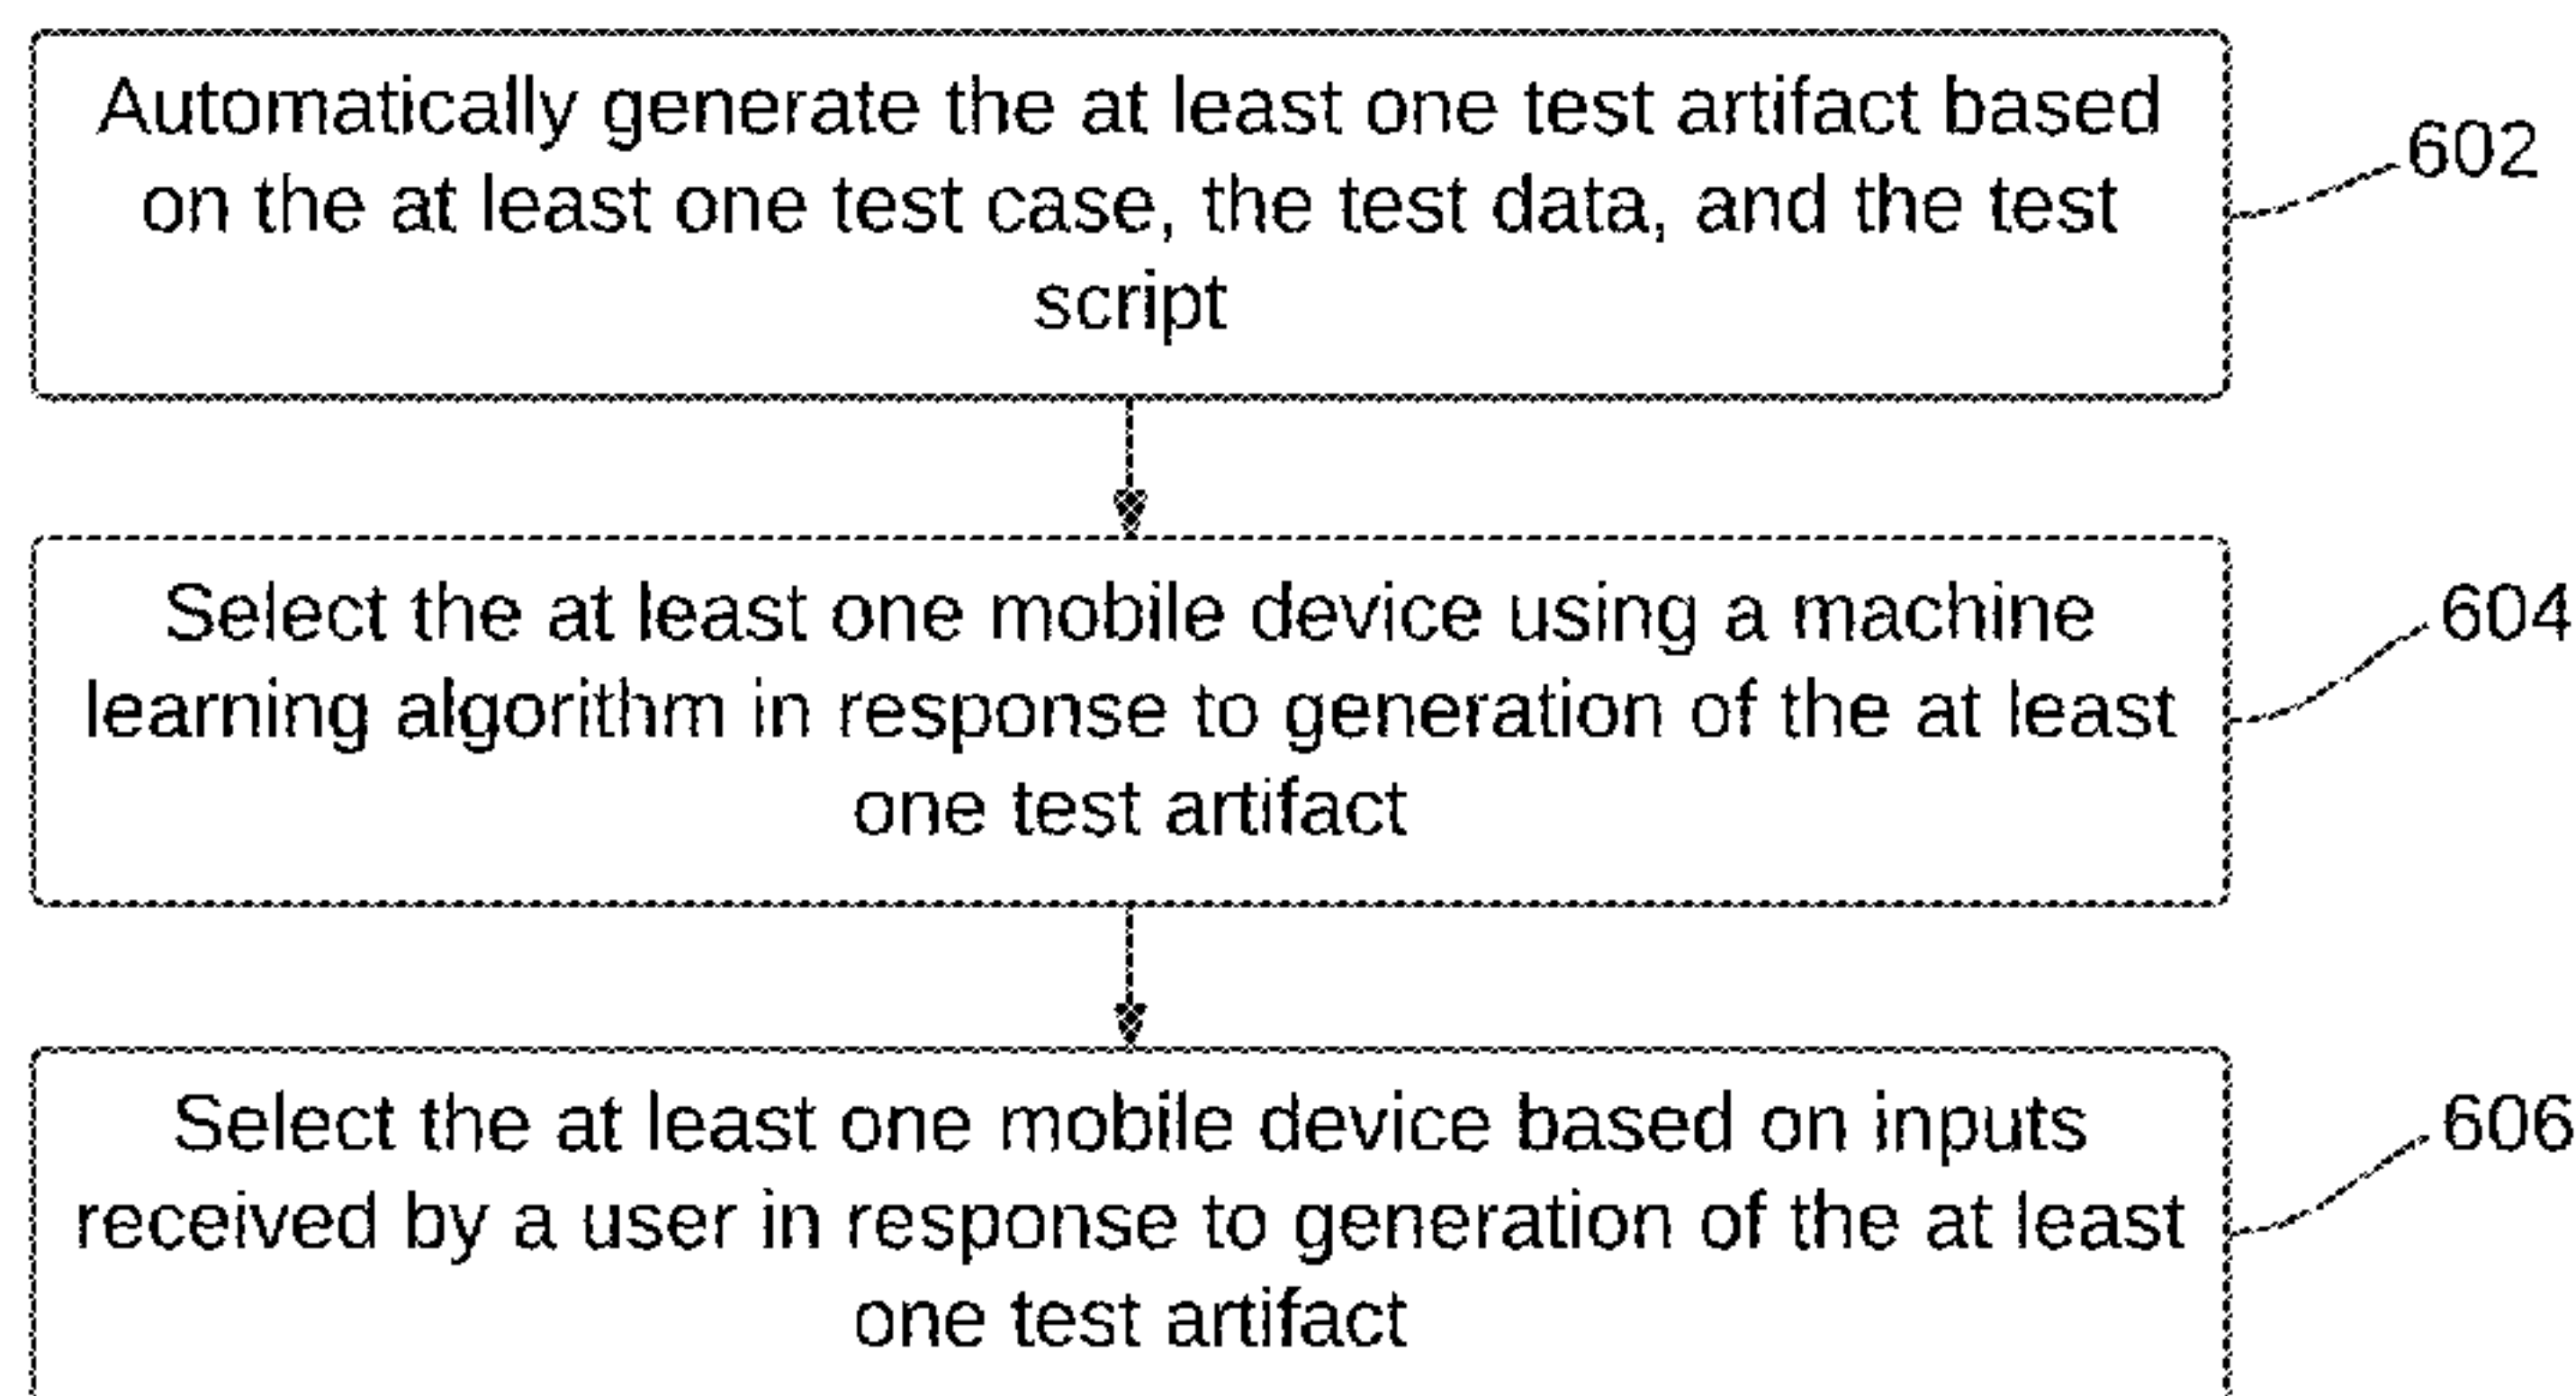 Automatically generate the at least one test artifact based
on the at least one test case, the test data, and the test
script
602
Select the at least one mobile device using a machine
learning algorithm in response to generation of the at least
one test artifact
604
Select the at least one mobile device based on inputs
received by a user in response to generation of the at least
one test artifact
606